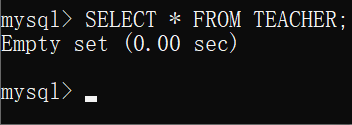 mysql> SELECT * FROM TEACHER;
Empty set (0.00 sec)
mysql>